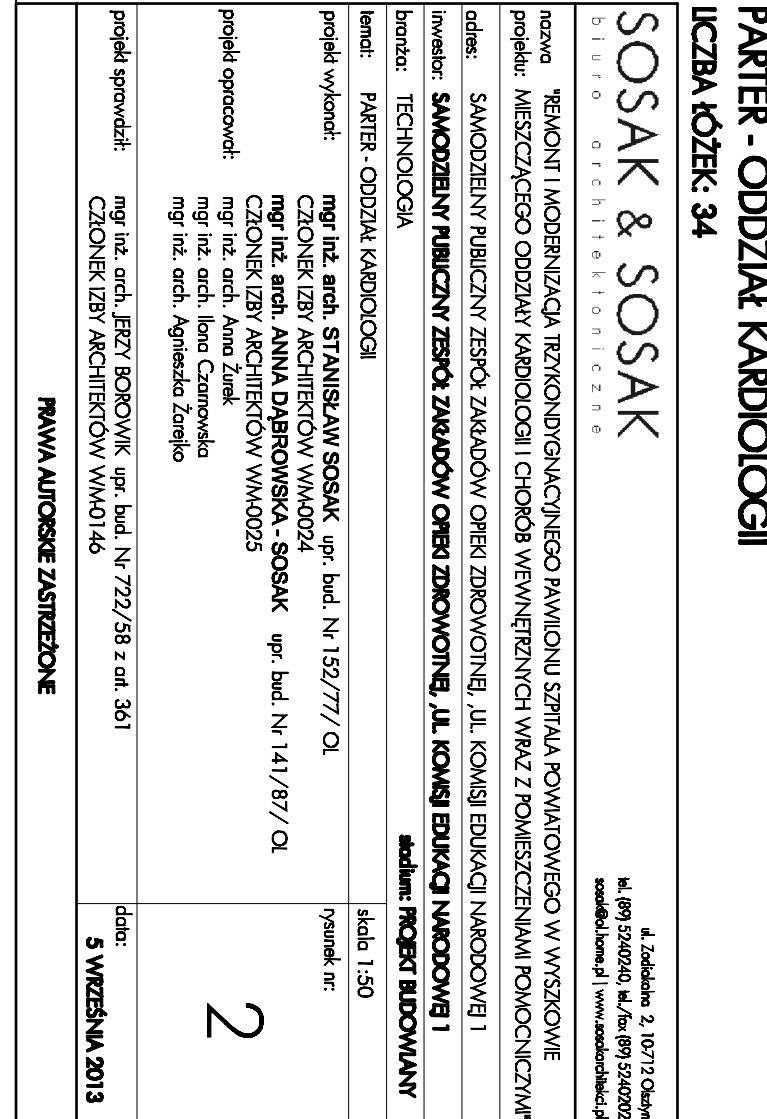 PARTER - ODDZIAŁ KARDIOLOGII
LICZBA ŁÓŻEK: 34
SOSAK & SOSAK
biuro architektoniczne
ul. Zodiakalna 2, 10-712 Olsztyn
tel. (89) 5240240, tel./fax (89) 5240202
sosak@ol.home.pl | www.sosakarchitekci.pl
nazwa "REMONT I MODERNIZACJA TRZYKONDYGNACYJNEGO PAWILONU SZPITALA POWIATOWEGO W WYSZKOWIE
projektu: MIESZCZĄCEGO ODDZIAŁY KARDIOLOGII I CHORÓB WEWNĘTRZNYCH WRAZ Z POMIESZCZENIAMI POMOCNICZYMI"
adres: SAMODZIELNY PUBLICZNY ZESPÓŁ ZAKŁADÓW OPIEKI ZDROWOTNEJ, ,UL. KOMISJI EDUKACJI NARODOWEJ 1
inwestor: SAMODZIELNY PUBLICZNY ZESPÓŁ ZAKŁADÓW OPIEKI ZDROWOTNEJ, ,UL. KOMISJI EDUKACJI NARODOWEJ 1
branża: TECHNOLOGIA stadium: PROJEKT BUDOWLANY
temat: PARTER - ODDZIAŁ KARDIOLOGII skala 1:50
projekt wykonał: mgr inż. arch. STANISŁAW SOSAK upr. bud. Nr 152/77/ OL
CZŁONEK IZBY ARCHITEKTÓW WM-0024
mgr inż. arch. ANNA DĄBROWSKA - SOSAK upr. bud. Nr 141/87/ OL
CZŁONEK IZBY ARCHITEKTÓW WM-0025
projekt opracował: mgr inż. arch. Anna Żurek
mgr inż. arch. Ilona Czarnowska
mgr inż. arch. Agnieszka Żarejko
rysunek nr:
2
projekt sprawdził: mgr inż. arch. JERZY BOROWIK upr. bud. Nr 722/58 z art. 361
CZŁONEK IZBY ARCHITEKTÓW WM-0146
data:
5 WRZEŚNIA 2013
PRAWA AUTORSKIE ZASTRZEŻONE